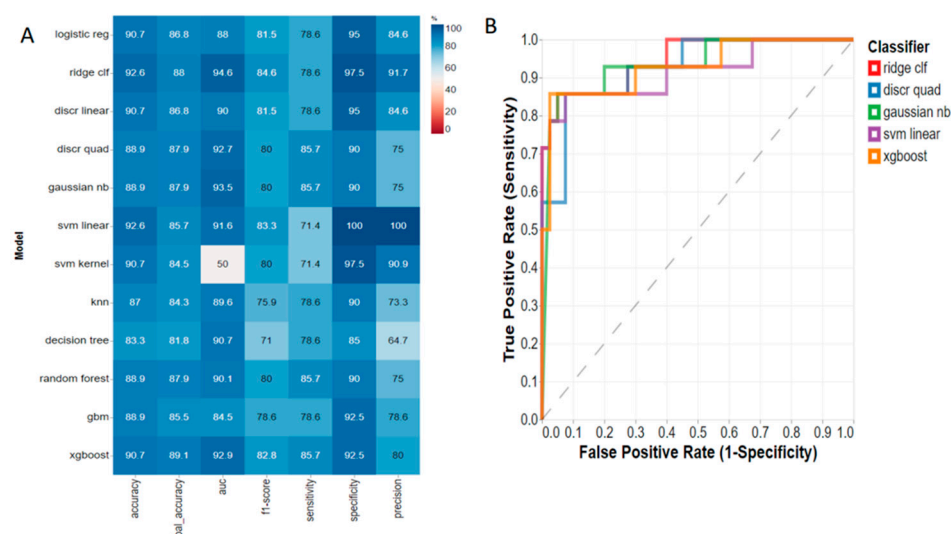 A
%
100
80
60
40
20
0
Model
logistic reg 90.7 86.8 88 81.5 78.6 95 84.6
ridge clf 92.6 88 94.6 84.6 78.6 97.5 91.7
discr linear 90.7 86.8 90 81.5 78.6 95 84.6
discr quad 88.9 87.9 92.7 80 85.7 90 75
gaussian nb 88.9 87.9 93.5 80 85.7 90 75
svm linear 92.6 85.7 91.6 83.3 71.4 100 100
svm kernel 90.7 84.5 50 80 71.4 97.5 90.9
knn 87 84.3 89.6 75.9 78.6 90 73.3
decision tree 83.3 81.8 90.7 71 78.6 85 64.7
random forest 88.9 87.9 90.1 80 85.7 90 75
gbm 88.9 85.5 84.5 78.6 78.6 92.5 78.6
xgboost 90.7 89.1 92.9 82.8 85.7 92.5 80
accuracy bal_accuracy auc f1-score sensitivity specificity precision
B
True Positive Rate (Sensitivity)
1.0
0.9
0.8
0.7
0.6
0.5
0.4
0.3
0.2
0.1
0.0
0.0 0.1 0.2 0.3 0.4 0.5 0.6 0.7 0.8 0.9 1.0
False Positive Rate (1-Specificity)
Classifier
ridge clf
discr quad
gaussian nb
svm linear
xgboost